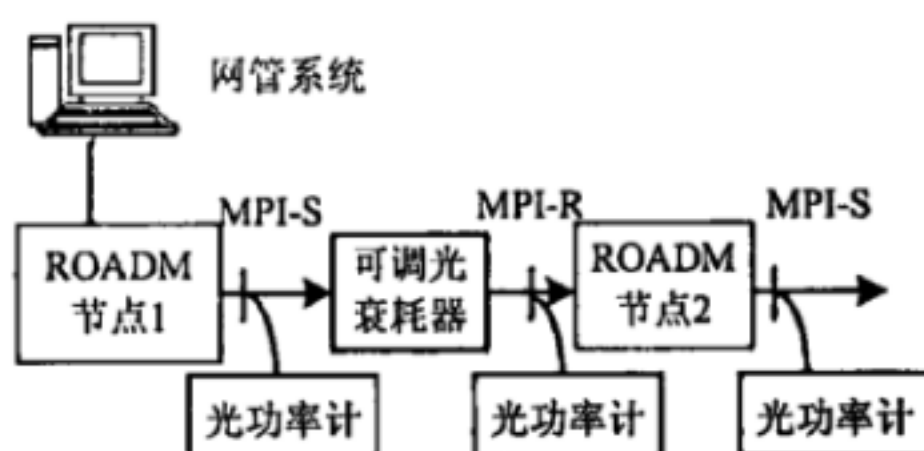 网管系统
MPI-S
MPI-R
MPI-S
ROADM
节点1
可调光
衰耗器
ROADM
节点2
光功率计
光功率计
光功率计